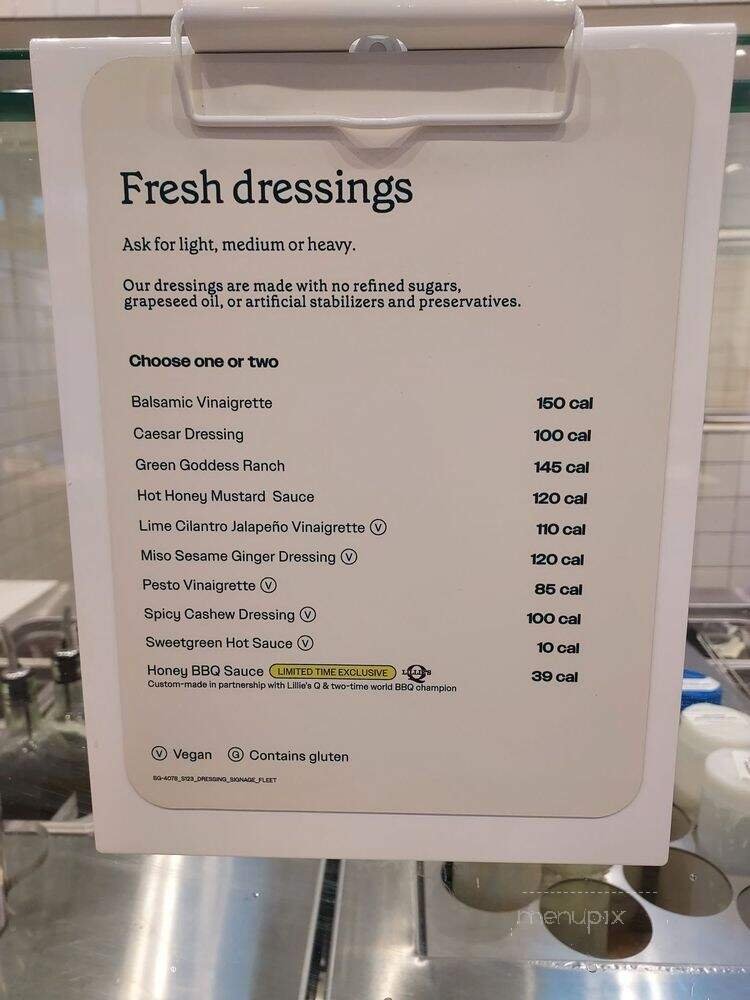 Fresh dressings
Ask for light, medium or heavy.
Our dressings are made with no refined sugars,
grapeseed oil, or artificial stabilizers and preservatives.
Choose one or two
Balsamic Vinaigrette 150 cal
Caesar Dressing 100 cal
Green Goddess Ranch 145 cal
Hot Honey Mustard Sauce 120 cal
Lime Cilantro Jalapeño Vinaigrette Ⓥ 110 cal
Miso Sesame Ginger Dressing Ⓥ 120 cal
Pesto Vinaigrette Ⓥ 85 cal
Spicy Cashew Dressing Ⓥ 100 cal
Sweetgreen Hot Sauce Ⓥ 10 cal
Honey BBQ Sauce LIMITED TIME EXCLUSIVE LILLIE'S Q 39 cal
Custom-made in partnership with Lillie's Q & two-time world BBQ champion
Ⓥ Vegan Ⓖ Contains gluten
SG-4078_S123_DRESSING_SIGNAGE_FLEET
menupix